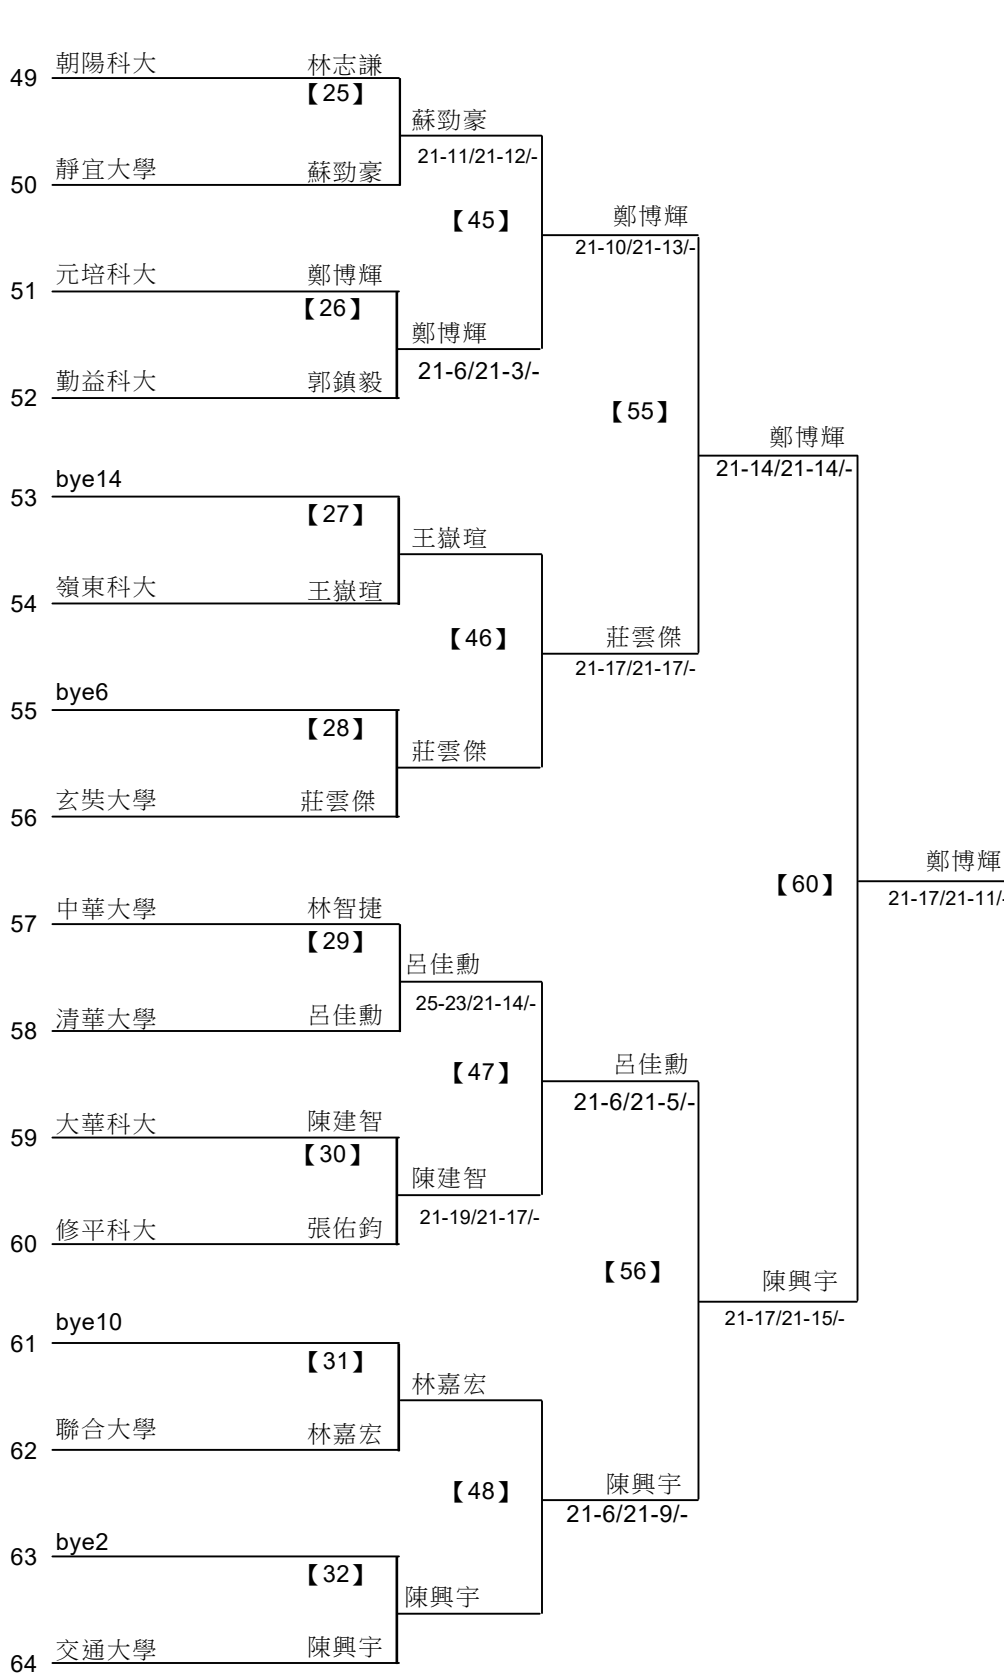 49 朝陽科大 林志謙
【25】
蘇勁豪
21-11/21-12/-
50 靜宜大學 蘇勁豪
【45】
鄭博輝
21-10/21-13/-
51 元培科大 鄭博輝
【26】
鄭博輝
21-6/21-3/-
52 勤益科大 郭鎮毅
【55】
鄭博輝
21-14/21-14/-
53 bye14
【27】
王嶽瑄
54 嶺東科大 王嶽瑄
【46】
莊雲傑
21-17/21-17/-
55 bye6
【28】
莊雲傑
56 玄奘大學 莊雲傑
【60】
鄭博輝
21-17/21-11/-
57 中華大學 林智捷
【29】
呂佳勳
25-23/21-14/-
58 清華大學 呂佳勳
【47】
呂佳勳
21-6/21-5/-
59 大華科大 陳建智
【30】
陳建智
21-19/21-17/-
60 修平科大 張佑鈞
【56】
陳興宇
21-17/21-15/-
61 bye10
【31】
林嘉宏
62 聯合大學 林嘉宏
【48】
陳興宇
21-6/21-9/-
63 bye2
【32】
陳興宇
64 交通大學 陳興宇